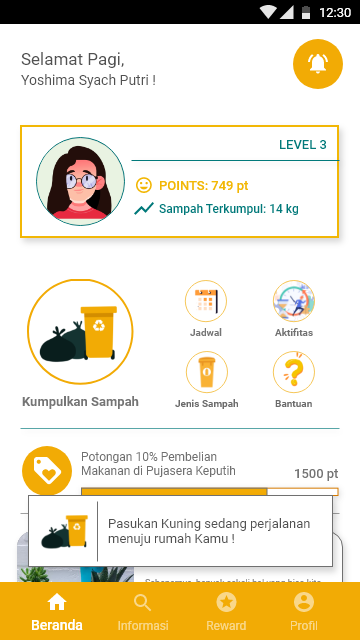 12:30
Selamat Pagi,
Yoshima Syach Putri !
LEVEL 3
POINTS: 749 pt
Sampah Terkumpul: 14 kg
Jadwal
Aktifitas
Kumpulkan Sampah
Jenis Sampah
Bantuan
Potongan 10% Pembelian
Makanan di Pujasera Keputih
1500 pt
Pasukan Kuning sedang perjalanan
menuju rumah Kamu !
Beranda
Informasi
Reward
Profil